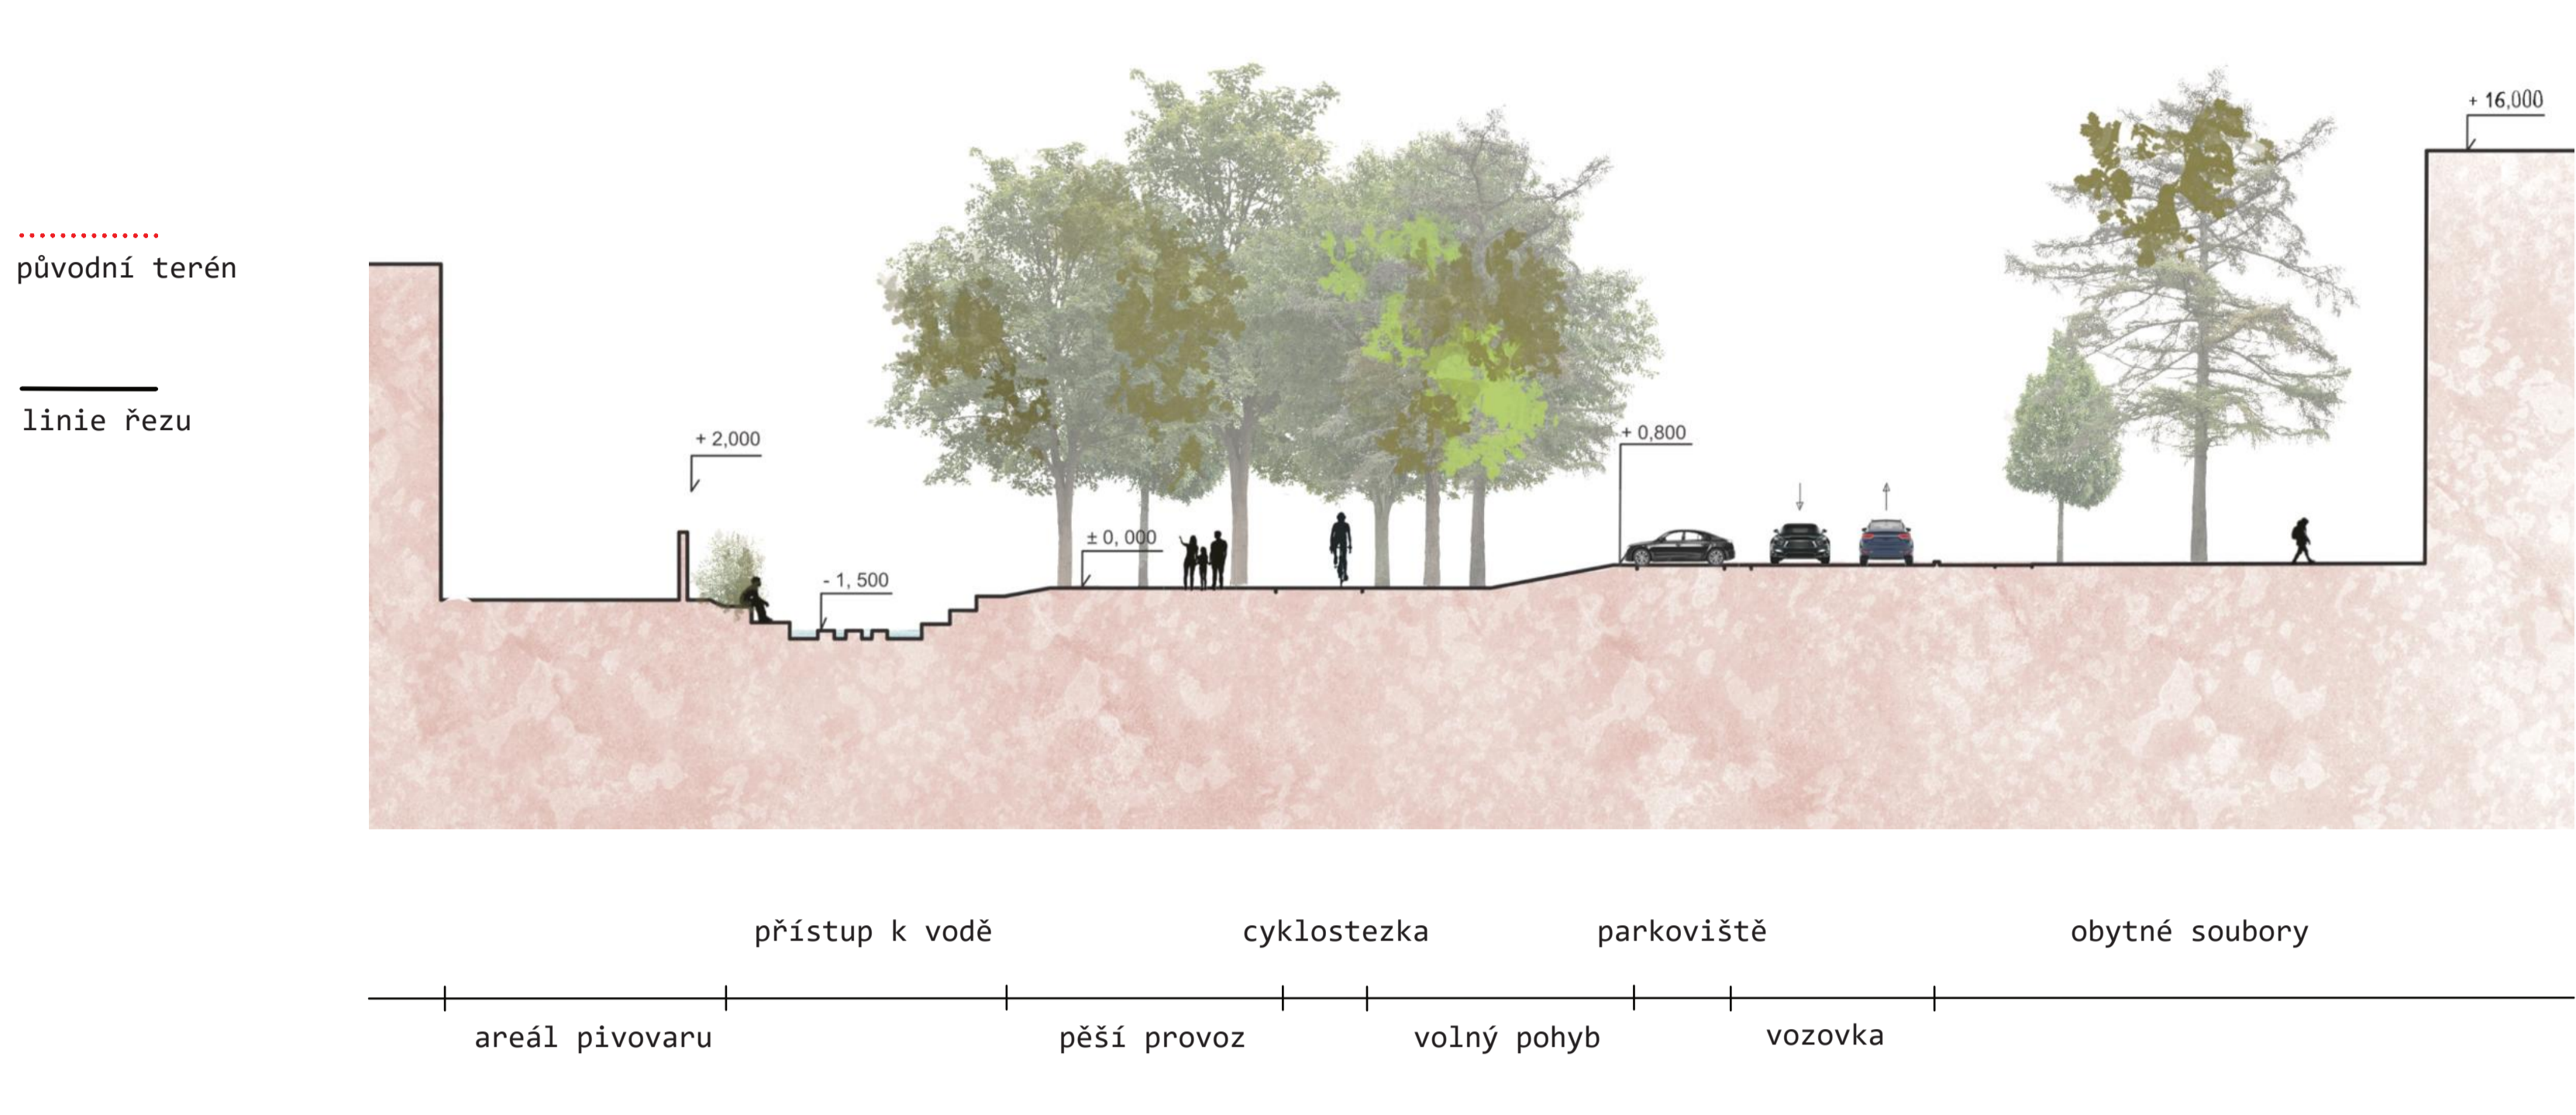 + 16,000
původní terén
linie řezu
+ 2,000
+ 0,800
± 0, 000
- 1, 500
přístup k vodě
cyklostezka
parkoviště
obytné soubory
areál pivovaru
pěší provoz
volný pohyb
vozovka